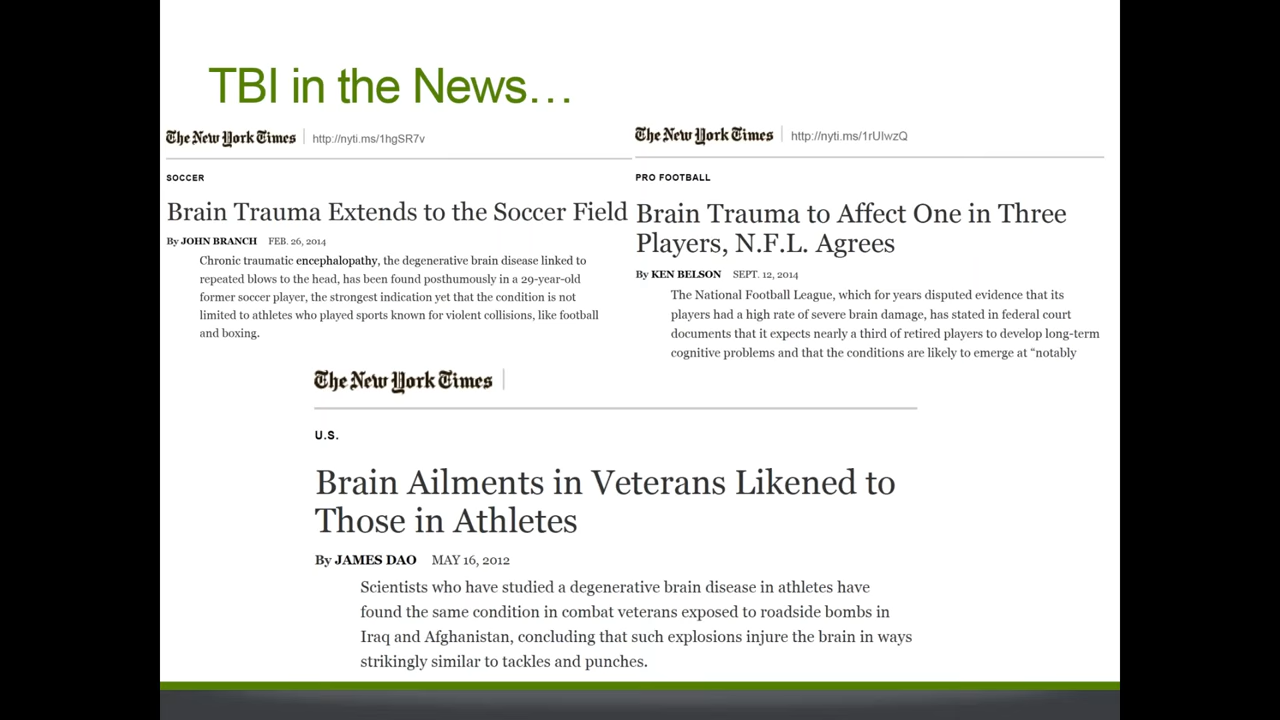 TBI in the News…
The New York Times | http://nyti.ms/1hgSR7v
SOCCER
Brain Trauma Extends to the Soccer Field
By JOHN BRANCH FEB. 26, 2014
Chronic traumatic encephalopathy, the degenerative brain disease linked to
repeated blows to the head, has been found posthumously in a 29-year-old
former soccer player, the strongest indication yet that the condition is not
limited to athletes who played sports known for violent collisions, like football
and boxing.
The New York Times | http://nyti.ms/1rUIwzQ
PRO FOOTBALL
Brain Trauma to Affect One in Three
Players, N.F.L. Agrees
By KEN BELSON SEPT. 12, 2014
The National Football League, which for years disputed evidence that its
players had a high rate of severe brain damage, has stated in federal court
documents that it expects nearly a third of retired players to develop long-term
cognitive problems and that the conditions are likely to emerge at “notably
The New York Times |
U.S.
Brain Ailments in Veterans Likened to
Those in Athletes
By JAMES DAO MAY 16, 2012
Scientists who have studied a degenerative brain disease in athletes have
found the same condition in combat veterans exposed to roadside bombs in
Iraq and Afghanistan, concluding that such explosions injure the brain in ways
strikingly similar to tackles and punches.